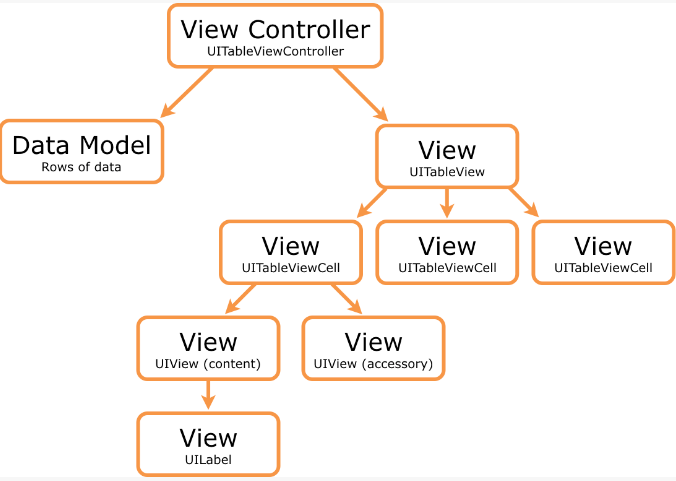 View Controller
UITableViewController
Data Model
Rows of data
View
UITableView
View
UITableViewCell
View
UITableViewCell
View
UITableViewCell
View
UIView (content)
View
UIView (accessory)
View
UILabel